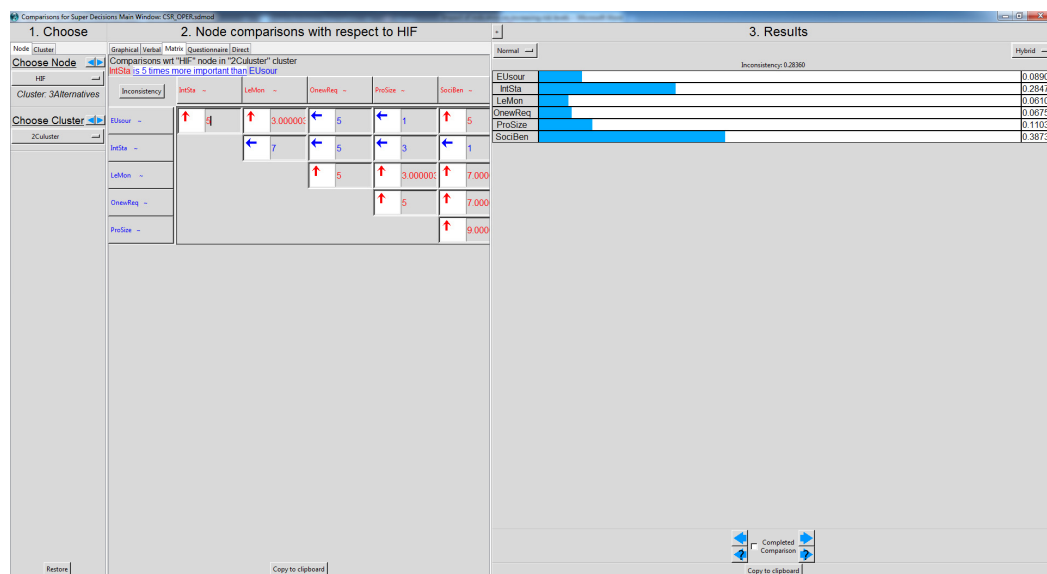 Comparisons for Super Decisions Main Window: CSR_OPER.sdmod
1. Choose
Node Cluster
Choose Node
HIF
Cluster: 3Alternatives
Choose Cluster
2Culuster
Restore
2. Node comparisons with respect to HIF
Graphical Verbal Matrix Questionnaire Direct
Comparisons wrt "HIF" node in "2Culuster" cluster
IntSta is 5 times more important than EUsour
Inconsistency IntSta ~ LeMon ~ OnewReq ~ ProSize ~ SociBen ~
EUsour ~ 5 3.00000 5 1 5
IntSta ~ 7 5 3 1
LeMon ~ 5 3.00000 7.000
OnewReq ~ 5 7.000
ProSize ~ 9.000
Copy to clipboard
+ 3. Results
Normal Hybrid
Inconsistency: 0.28360
EUsour 0.0890
IntSta 0.2847
LeMon 0.0610
OnewReq 0.0675
ProSize 0.1103
SociBen 0.3873
Completed
Comparison
Copy to clipboard